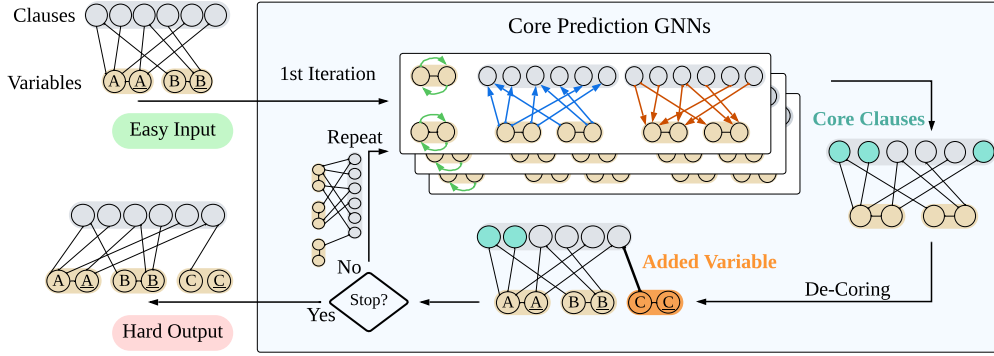 Clauses
Variables
A A B B
Easy Input
Core Prediction GNNs
1st Iteration
Repeat
Core Clauses
Added Variable
De-Coring
A A B B C C
No
Stop?
Yes
A A B B C C
Hard Output